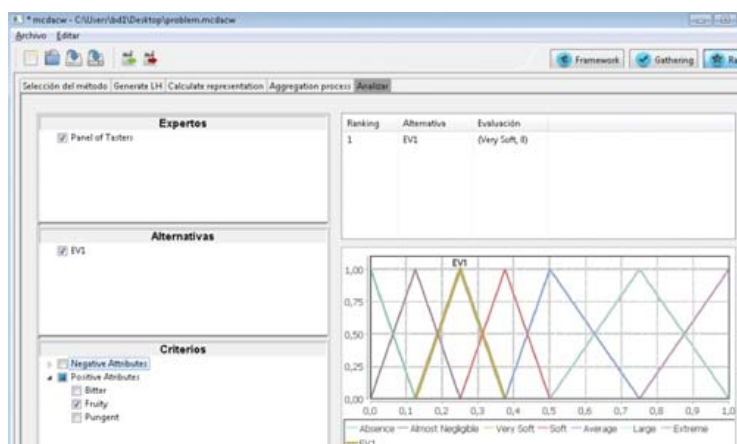 * mcdacw - C:\Users\bd2\Desktop\problem.mcdacw
Archivo Editar
Framework Gathering Ra
Selección del método Generate LH Calculate representation Aggregation process Analizar
Expertos
Panel of Tasters
Ranking Alternativa Evaluación
1 EV1 (Very Soft, 0)
Alternativas
EV1
EV1
1,00
0,75
0,50
0,25
0,00
0,0 0,1 0,2 0,3 0,4 0,5 0,6 0,7 0,8 0,9 1,0
Absence Almost Negligible Very Soft Soft Average Large Extreme
EV1
Criterios
Negative Attributes
Positive Attributes
Bitter
Fruity
Pungent